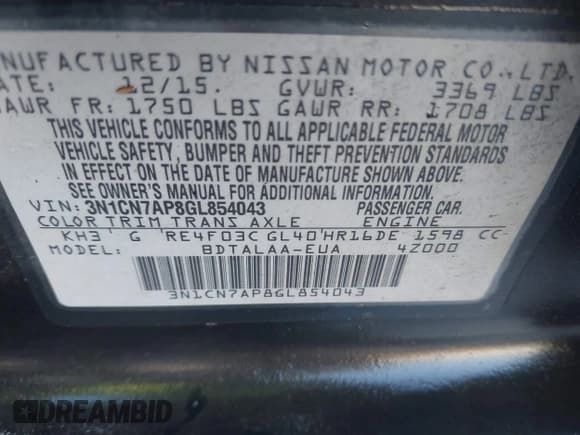 NUFACTURED BY NISSAN MOTOR CO., LTD.
ATE: 12/15. GVWR: 3369 LBS
AWR FR: 1750 LBS GAWR RR: 1708 LBS
THIS VEHICLE CONFORMS TO ALL APPLICABLE FEDERAL MOTOR
VEHICLE SAFETY, BUMPER AND THEFT PREVENTION STANDARDS
IN EFFECT ON THE DATE OF MANUFACTURE SHOWN ABOVE.
SEE OWNER'S MANUAL FOR ADDITIONAL INFORMATION.
VIN: 3N1CN7AP8GL854043 PASSENGER CAR.
COLOR TRIM TRANS AXLE ENGINE
KH3 G RE4F03C GL40 HR16DE 1598 CC
MODEL: BDTALAA-EUA 4Z000
3N1CN7AP8GL854043
DREAMBID